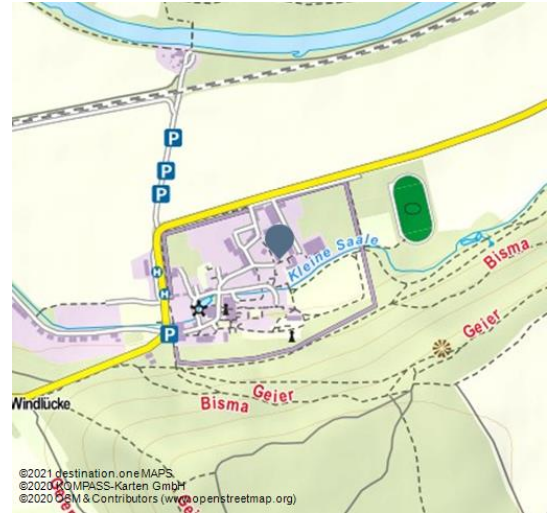 P
P
P
Kleine Saale
Bisma
H
H
P
Geier
Windlücke
Geier
Bisma
Geier
©2021 destination.one MAPS.
©2020 KOMPASS-Karten GmbH
©2020 OSM & Contributors (www.openstreetmap.org)